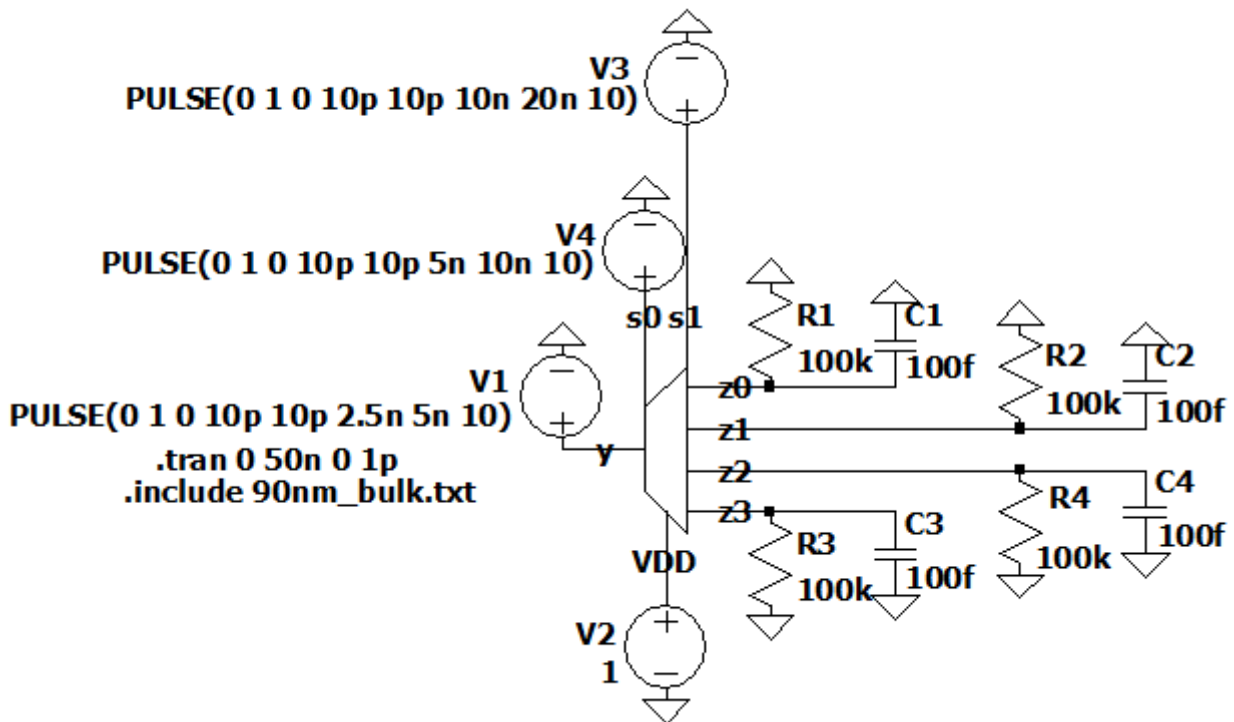 V3
PULSE(0 1 0 10p 10p 10n 20n 10)
V4
PULSE(0 1 0 10p 10p 5n 10n 10)
s0 s1
R1
100k
C1
100f
R2
100k
C2
100f
V1
PULSE(0 1 0 10p 10p 2.5n 5n 10)
y
z0
z1
z2
z3
.tran 0 50n 0 1p
.include 90nm_bulk.txt
R3
100k
C3
100f
R4
100k
C4
100f
VDD
V2
1